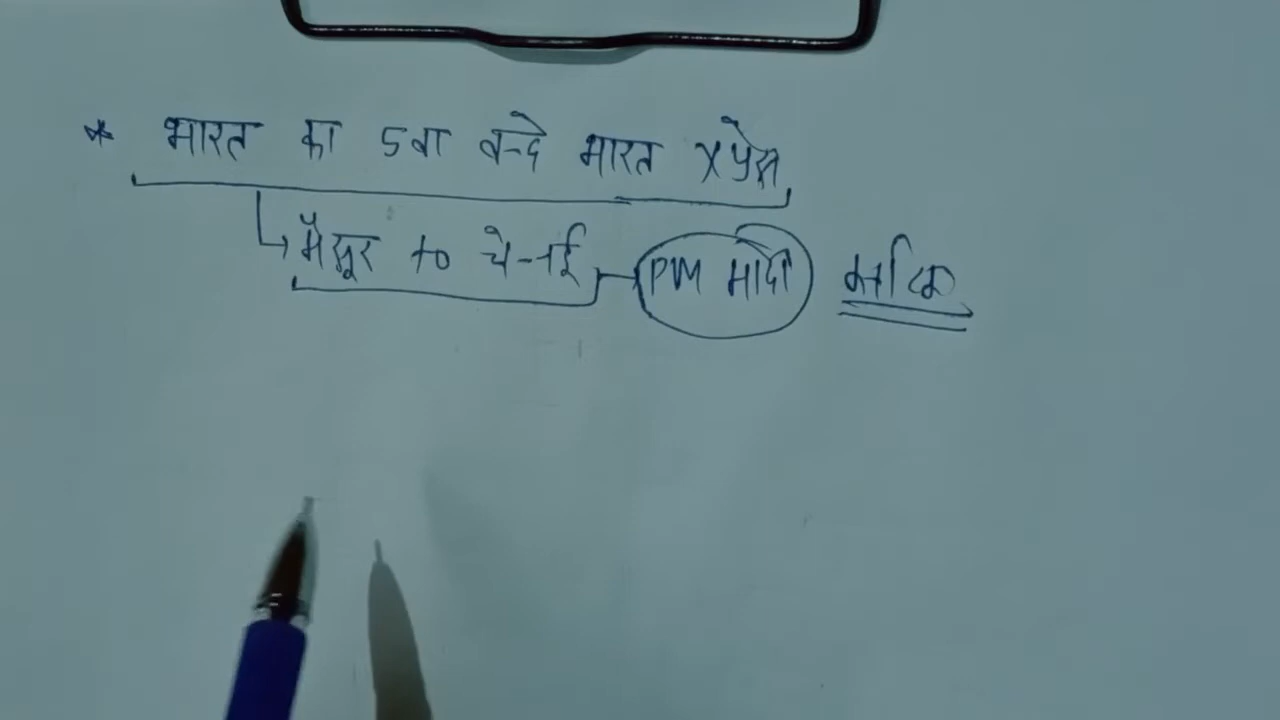 * भारत का 5वा वन्दे भारत Xप्रेस
मैसूर to चेन्नई PM मोदी